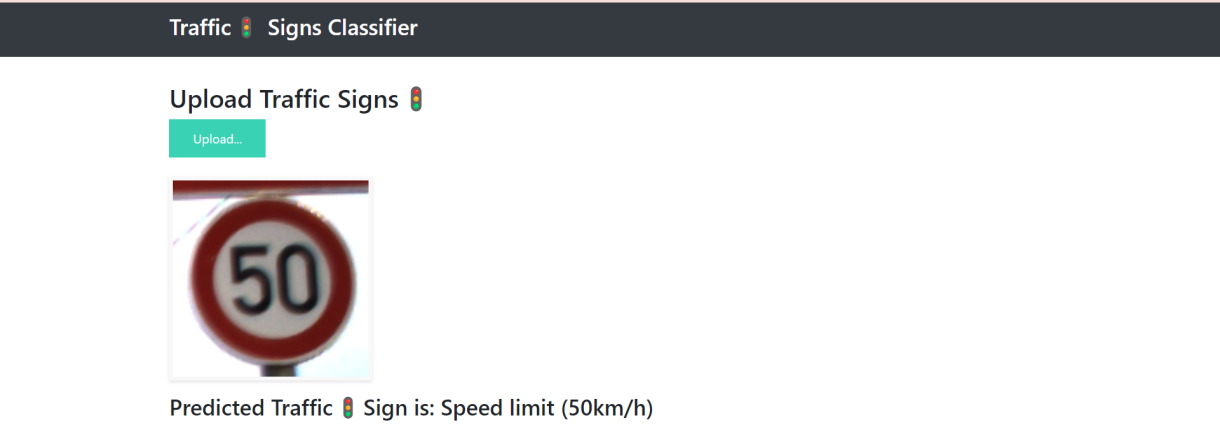 Traffic 🚦 Signs Classifier
Upload Traffic Signs 🚦
Upload...
50
Predicted Traffic 🚦 Sign is: Speed limit (50km/h)